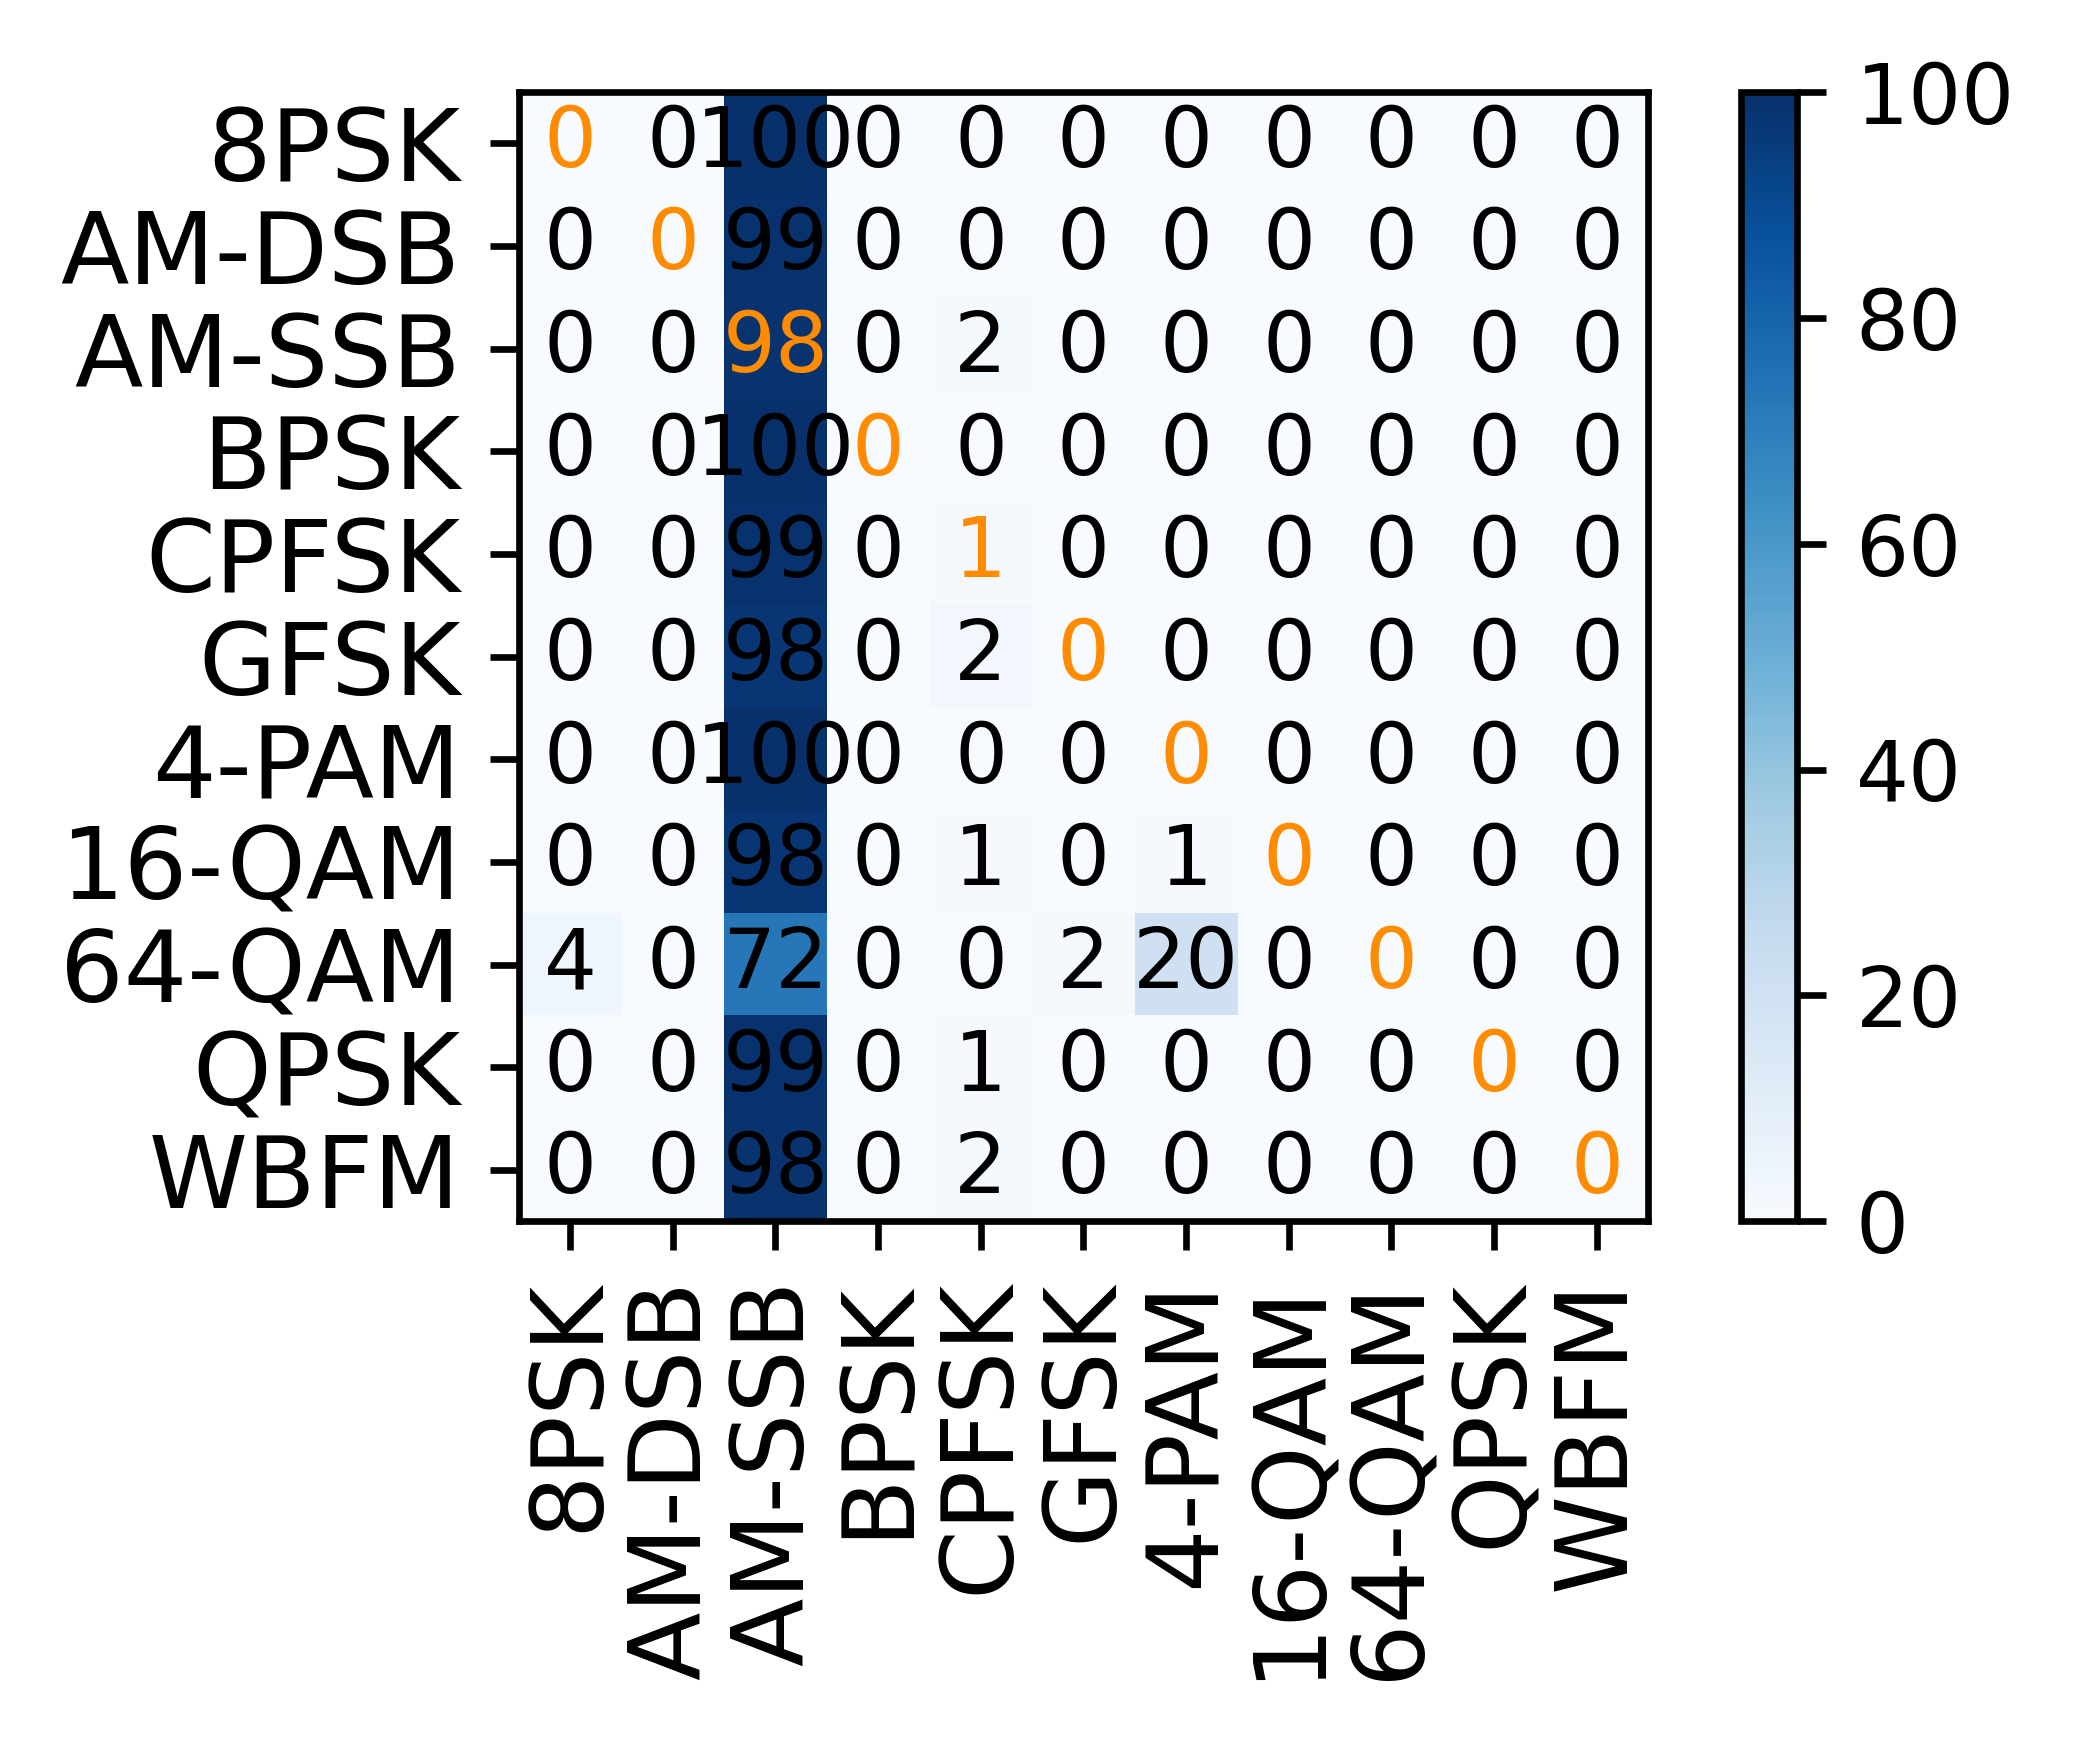 8PSK 0 0 100 0 0 0 0 0 0 0 0
AM-DSB 0 0 99 0 0 0 0 0 0 0 0
AM-SSB 0 0 98 0 2 0 0 0 0 0 0
BPSK 0 0 100 0 0 0 0 0 0 0 0
CPFSK 0 0 99 0 1 0 0 0 0 0 0
GFSK 0 0 98 0 2 0 0 0 0 0 0
4-PAM 0 0 100 0 0 0 0 0 0 0 0
16-QAM 0 0 98 0 1 0 1 0 0 0 0
64-QAM 4 0 72 0 0 2 20 0 0 0 0
QPSK 0 0 99 0 1 0 0 0 0 0 0
WBFM 0 0 98 0 2 0 0 0 0 0 0
8PSK
AM-DSB
AM-SSB
BPSK
CPFSK
GFSK
4-PAM
16-QAM
64-QAM
QPSK
WBFM
100
80
60
40
20
0